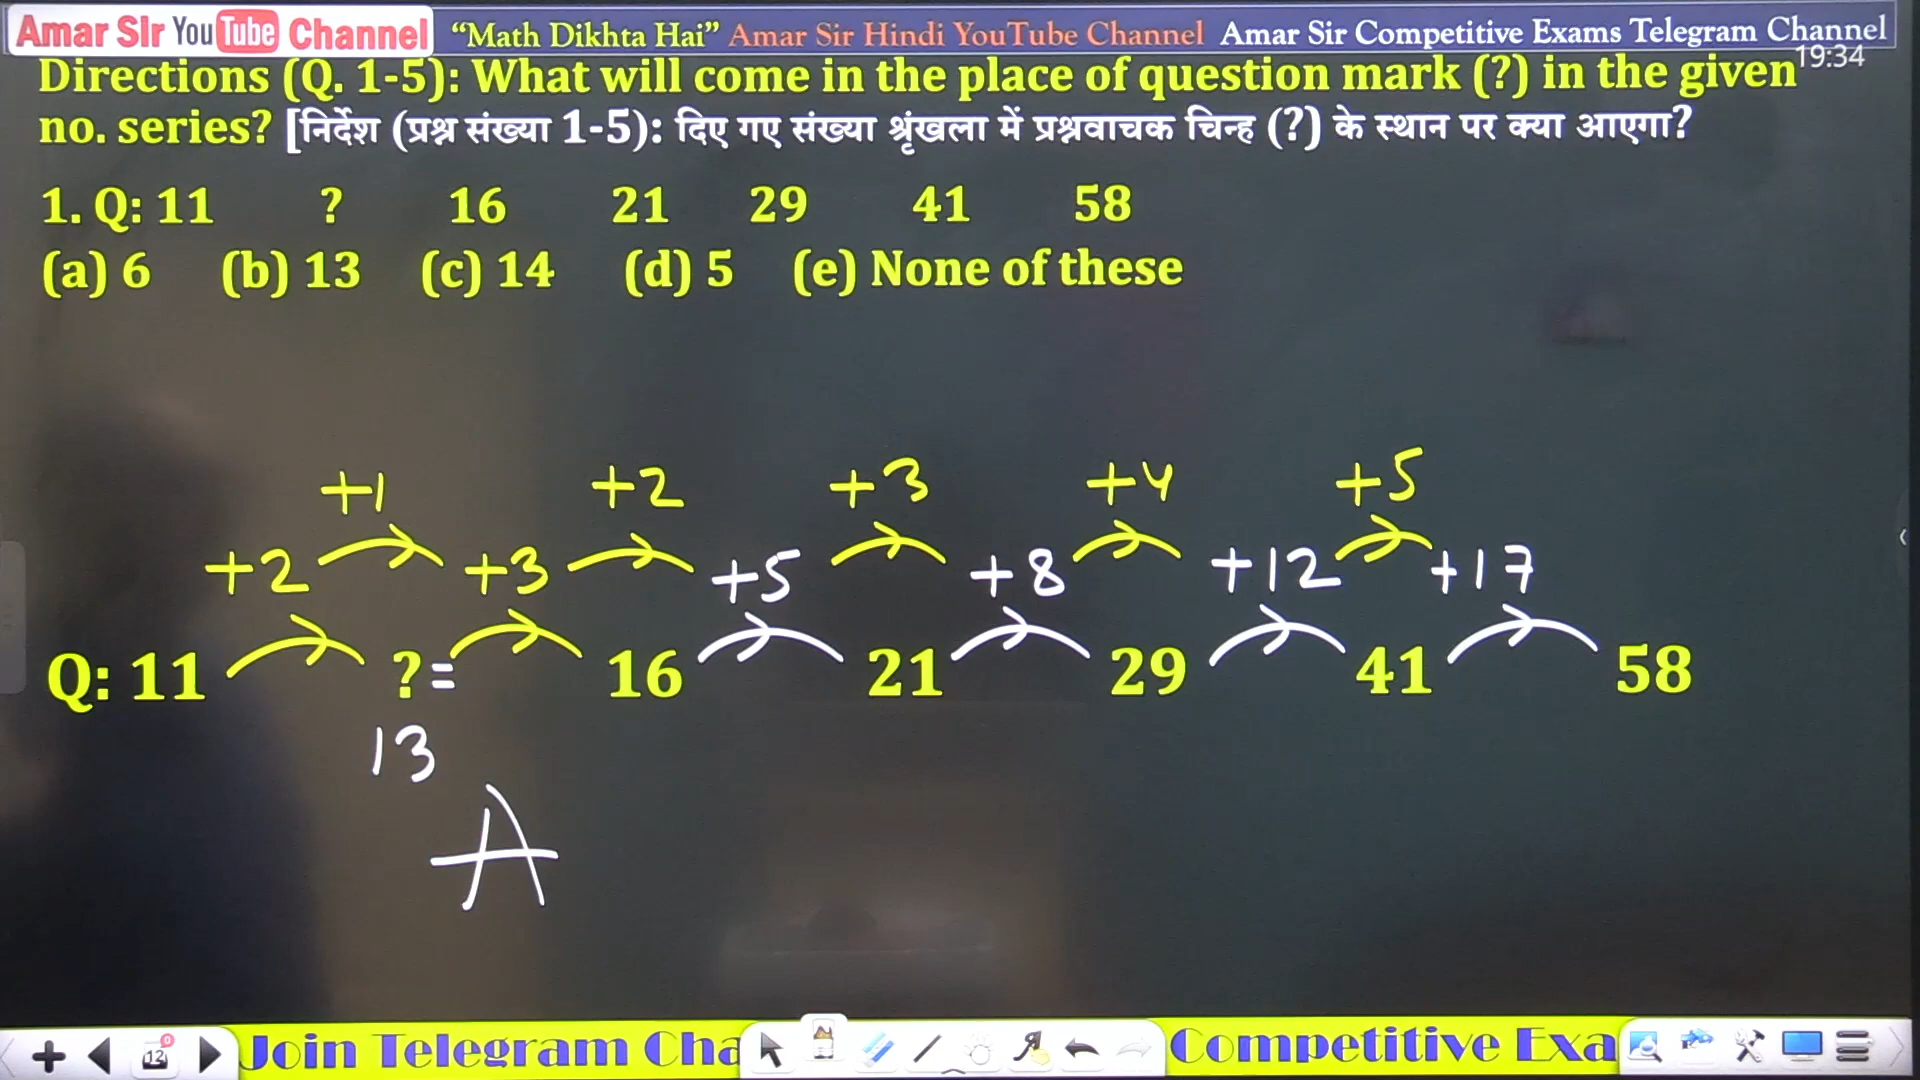 Amar Sir YouTube Channel "Math Dikhta Hai" Amar Sir Hindi YouTube Channel Amar Sir Competitive Exams Telegram Channel
19:34
Directions (Q. 1-5): What will come in the place of question mark (?) in the given
no. series? [निर्देश (प्रश्न संख्या 1-5): दिए गए संख्या श्रृंखला में प्रश्नवाचक चिन्ह (?) के स्थान पर क्या आएगा?
1. Q: 11 ? 16 21 29 41 58
(a) 6 (b) 13 (c) 14 (d) 5 (e) None of these
+1 +2 +3 +4 +5
+2 +3 +5 +8 +12 +17
Q: 11 ?= 16 21 29 41 58
13
A
12 0 Join Telegram Cha Competitive Exa